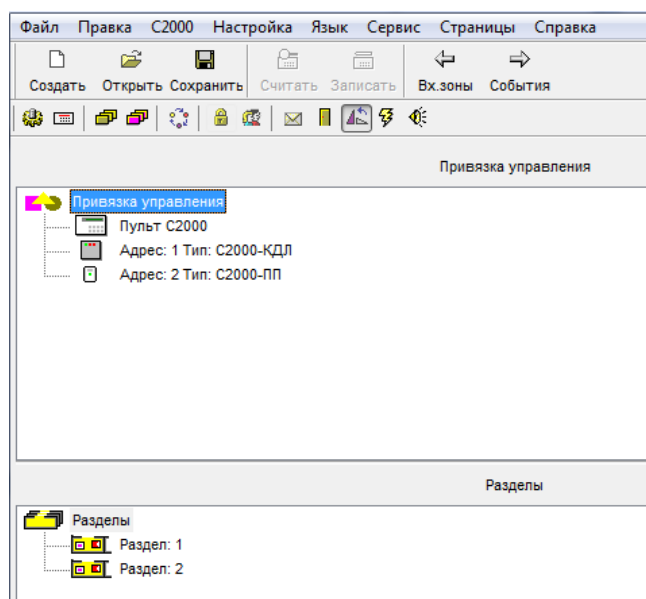 Файл Правка С2000 Настройка Язык Сервис Страницы Справка
Создать Открыть Сохранить Считать Записать Вх.зоны События
Привязка управления
Привязка управления
Пульт С2000
Адрес: 1 Тип: С2000-КДЛ
Адрес: 2 Тип: С2000-ПП
Разделы
Разделы
Раздел: 1
Раздел: 2